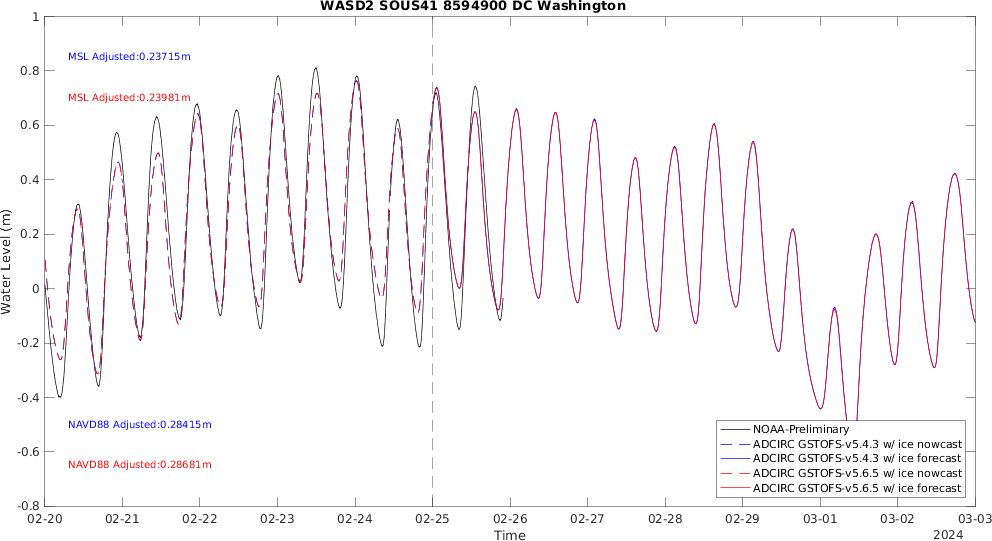 WASD2 SOUS41 8594900 DC Washington
1
0.8
0.6
0.4
0.2
0
-0.2
-0.4
-0.6
-0.8
Water Level (m)
MSL Adjusted:0.23715m
MSL Adjusted:0.23981m
NAVD88 Adjusted:0.28415m
NAVD88 Adjusted:0.28681m
NOAA-Preliminary
ADCIRC GSTOFS-v5.4.3 w/ ice nowcast
ADCIRC GSTOFS-v5.4.3 w/ ice forecast
ADCIRC GSTOFS-v5.6.5 w/ ice nowcast
ADCIRC GSTOFS-v5.6.5 w/ ice forecast
02-20 02-21 02-22 02-23 02-24 02-25 02-26 02-27 02-28 02-29 03-01 03-02 03-03
Time
2024